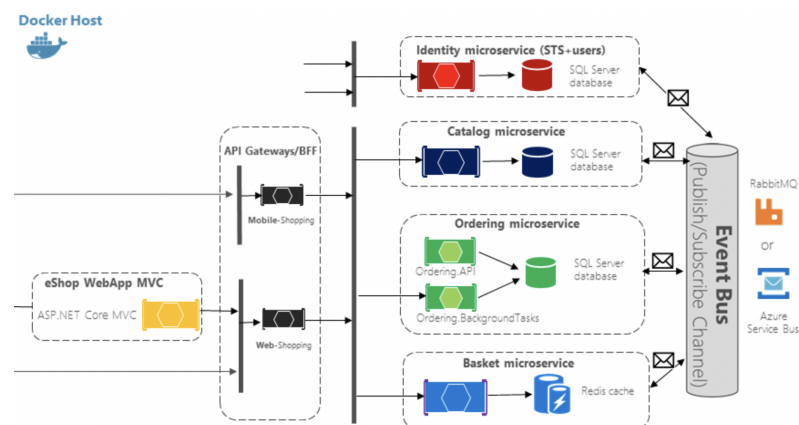 Docker Host
Identity microservice (STS+users)
SQL Server
database
Catalog microservice
SQL Server
database
API Gateways/BFF
Mobile-Shopping
Ordering microservice
Ordering.API
SQL Server
database
Ordering.BackgroundTasks
eShop WebApp MVC
ASP.NET Core MVC
Web-Shopping
Basket microservice
Redis cache
Event Bus
(Publish/Subscribe Channel)
RabbitMQ
or
Azure
Service Bus